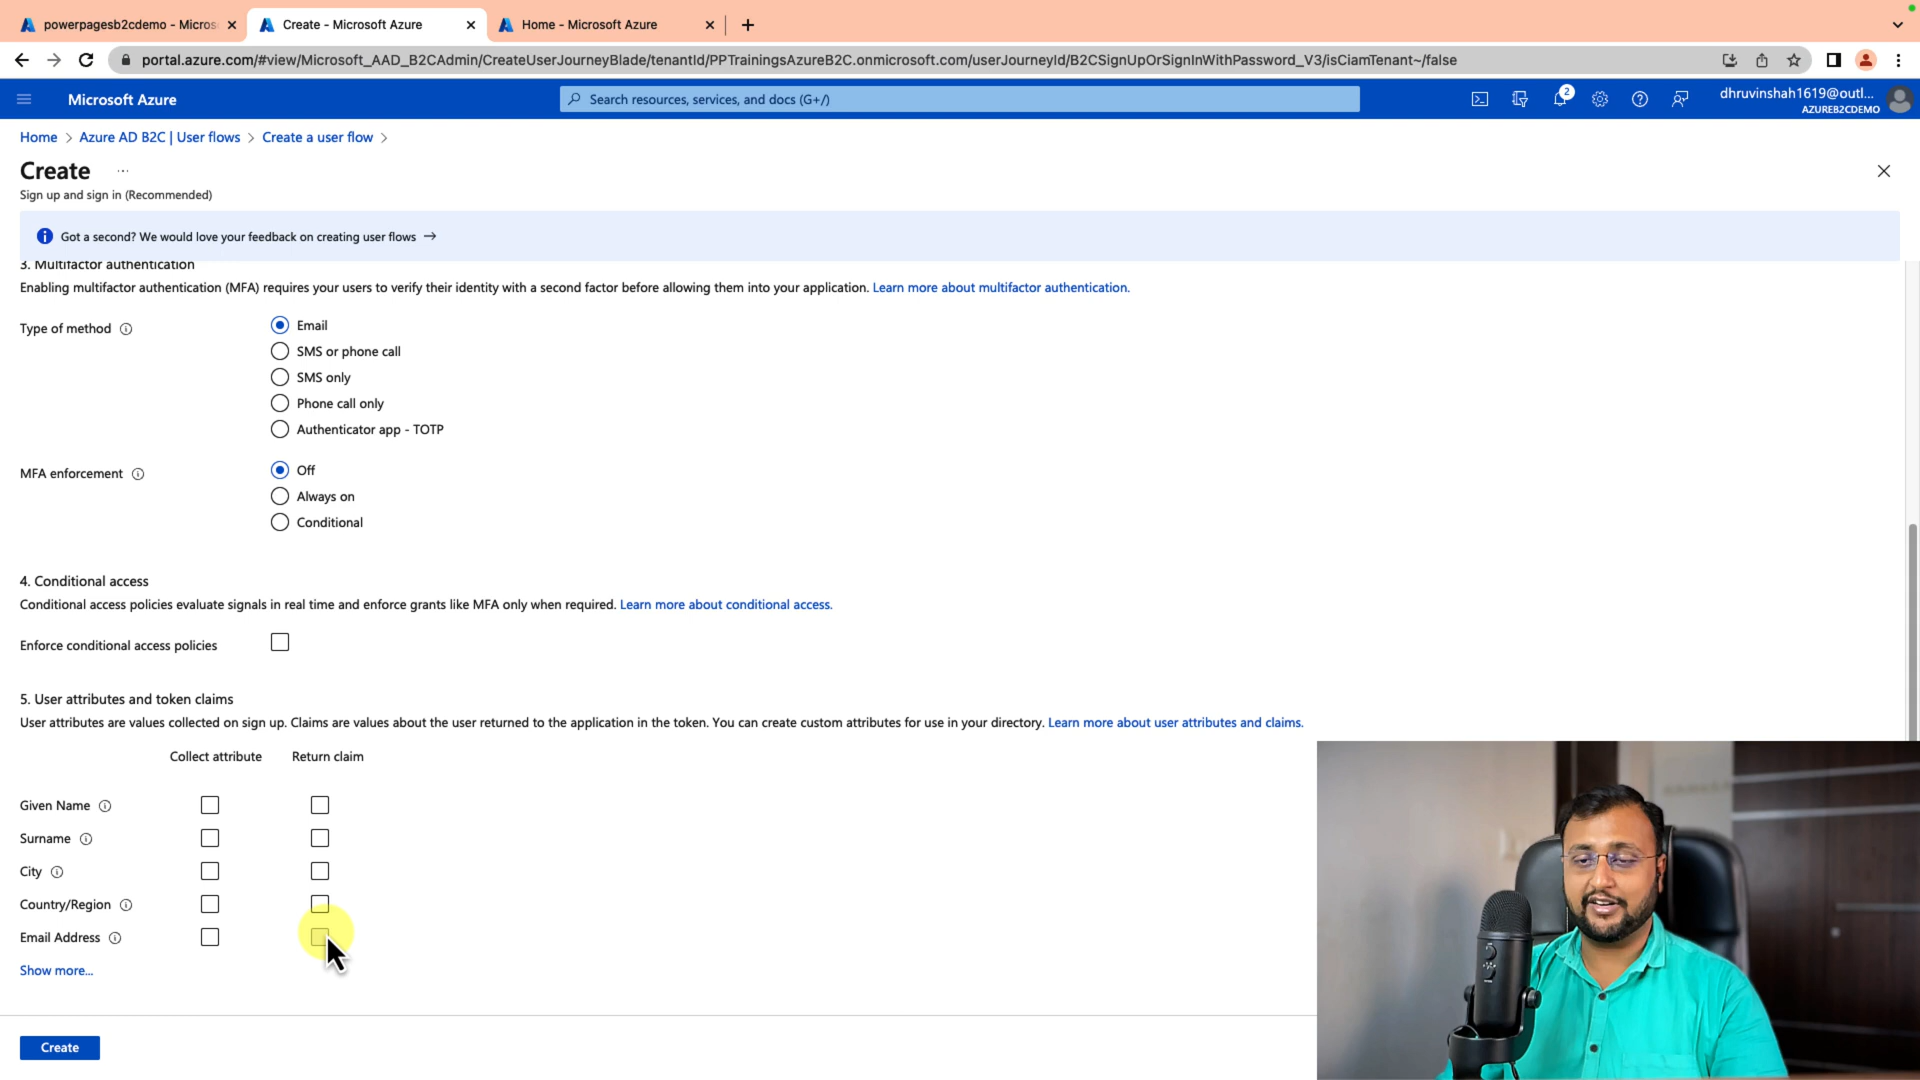 powerpagesb2cdemo - Micros
Create - Microsoft Azure
Home - Microsoft Azure
portal.azure.com/#view/Microsoft_AAD_B2CAdmin/CreateUserJourneyBlade/tenantId/PPTrainingsAzureB2C.onmicrosoft.com/userJourneyId/B2CSignUpOrSignInWithPassword_V3/isCiamTenant~/false
Microsoft Azure
Search resources, services, and docs (G+/)
2
dhruvinshah1619@outl...
AZUREB2CDEMO
Home > Azure AD B2C | User flows > Create a user flow >
Create ...
Sign up and sign in (Recommended)
Got a second? We would love your feedback on creating user flows →
3. Multifactor authentication
Enabling multifactor authentication (MFA) requires your users to verify their identity with a second factor before allowing them into your application. Learn more about multifactor authentication.
Type of method
Email
SMS or phone call
SMS only
Phone call only
Authenticator app - TOTP
MFA enforcement
Off
Always on
Conditional
4. Conditional access
Conditional access policies evaluate signals in real time and enforce grants like MFA only when required. Learn more about conditional access.
Enforce conditional access policies
5. User attributes and token claims
User attributes are values collected on sign up. Claims are values about the user returned to the application in the token. You can create custom attributes for use in your directory. Learn more about user attributes and claims.
Collect attribute Return claim
Given Name
Surname
City
Country/Region
Email Address
Show more...
Create